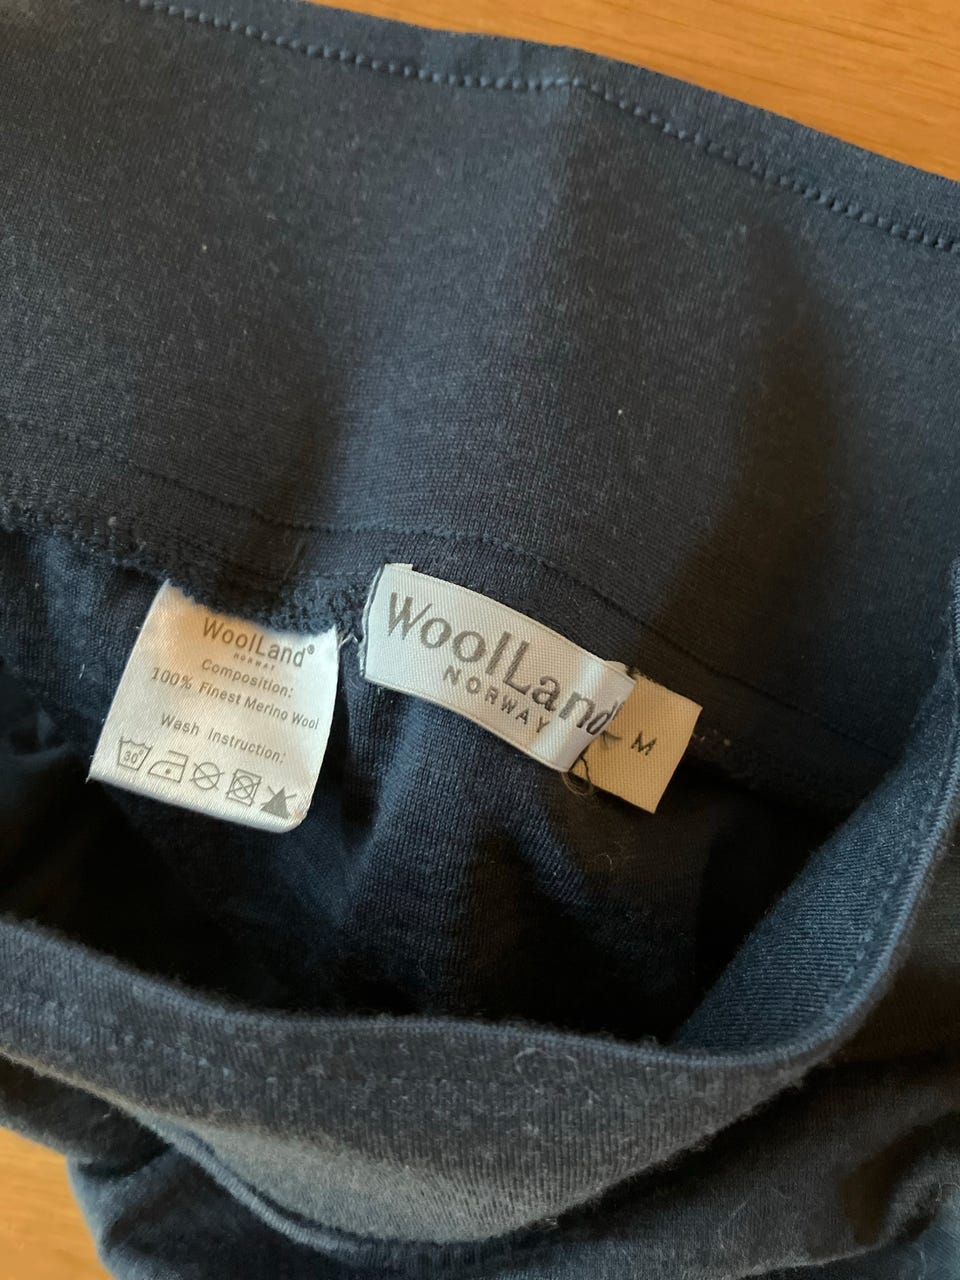 WoolLand®
NORWAY
Composition:
100% Finest Merino Wool
Wash Instruction:
30
WoolLand
NORWAY
M